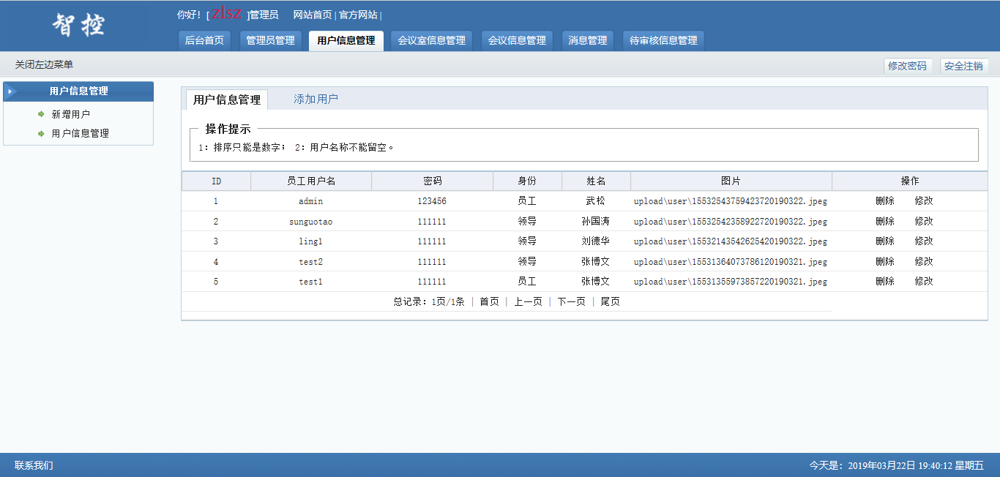 智控
你好！[ zlsz ]管理员 网站首页 | 官方网站 |
后台首页 管理员管理 用户信息管理 会议室信息管理 会议信息管理 消息管理 待审核信息管理
关闭左边菜单 修改密码 安全注销
用户信息管理
新增用户
用户信息管理
用户信息管理 添加用户
操作提示
1：排序只能是数字； 2：用户名称不能留空。
ID 员工用户名 密码 身份 姓名 图片 操作
1 admin 123456 员工 武松 upload\user\15532543759423720190322.jpeg 删除 修改
2 sunguotao 111111 领导 孙国涛 upload\user\15532542358922720190322.jpeg 删除 修改
3 ling1 111111 领导 刘德华 upload\user\15532143542625420190322.jpeg 删除 修改
4 test2 111111 领导 张博文 upload\user\15531364073786120190321.jpeg 删除 修改
5 test1 111111 员工 张博文 upload\user\15531355973857220190321.jpeg 删除 修改
总记录：1页/1条 | 首页 | 上一页 | 下一页 | 尾页
联系我们 今天是：2019年03月22日 19:40:12 星期五